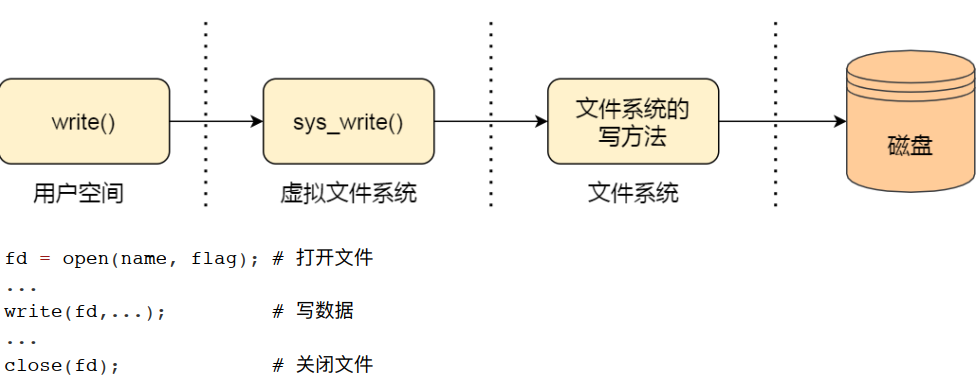 write()
sys_write()
文件系统的
写方法
磁盘
用户空间
虚拟文件系统
文件系统
fd = open(name, flag); # 打开文件
...
write(fd,...); # 写数据
...
close(fd); # 关闭文件